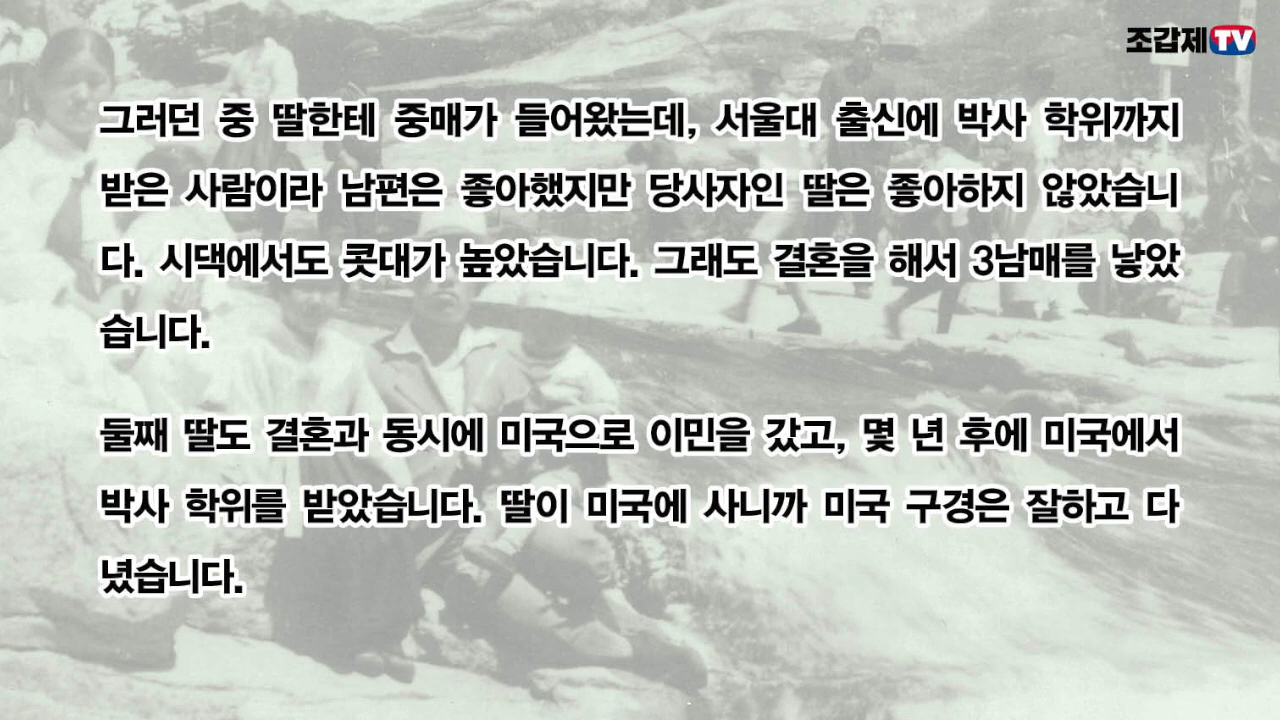 조갑제TV
그러던 중 딸한테 중매가 들어왔는데, 서울대 출신에 박사 학위까지
받은 사람이라 남편은 좋아했지만 당사자인 딸은 좋아하지 않았습니
다. 시댁에서도 콧대가 높았습니다. 그래도 결혼을 해서 3남매를 낳았
습니다.
둘째 딸도 결혼과 동시에 미국으로 이민을 갔고, 몇 년 후에 미국에서
박사 학위를 받았습니다. 딸이 미국에 사니까 미국 구경은 잘하고 다
녔습니다.